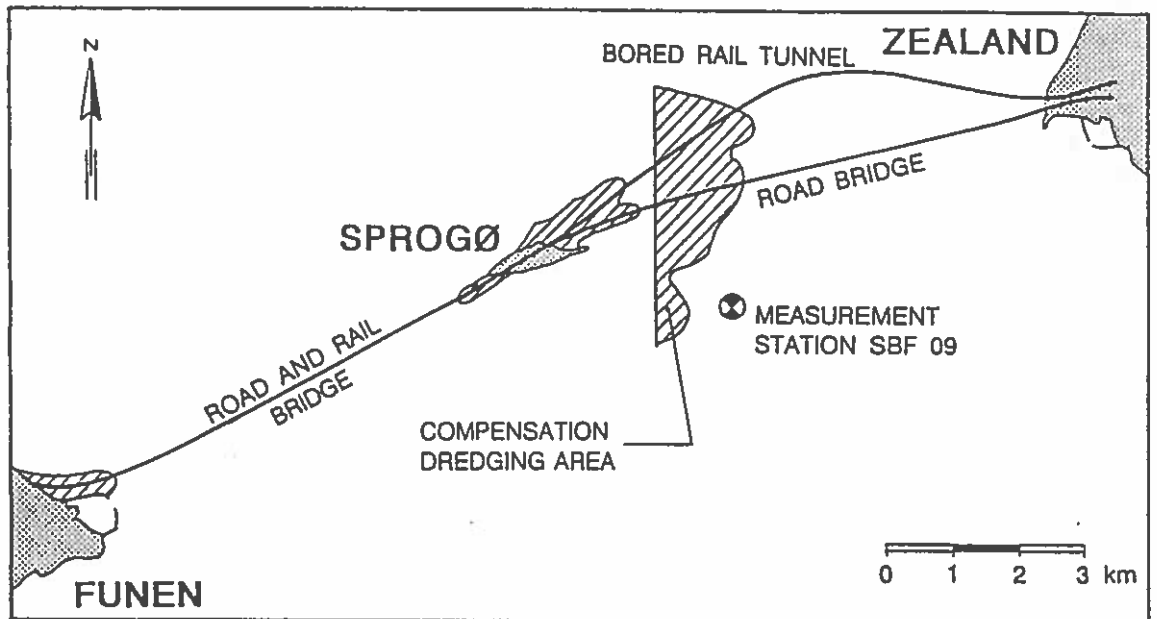 ZEALAND
BORED RAIL TUNNEL
N
ROAD BRIDGE
SPROGØ
MEASUREMENT
STATION SBF 09
ROAD AND RAIL
BRIDGE
COMPENSATION
DREDGING AREA
0 1 2 3 km
FUNEN